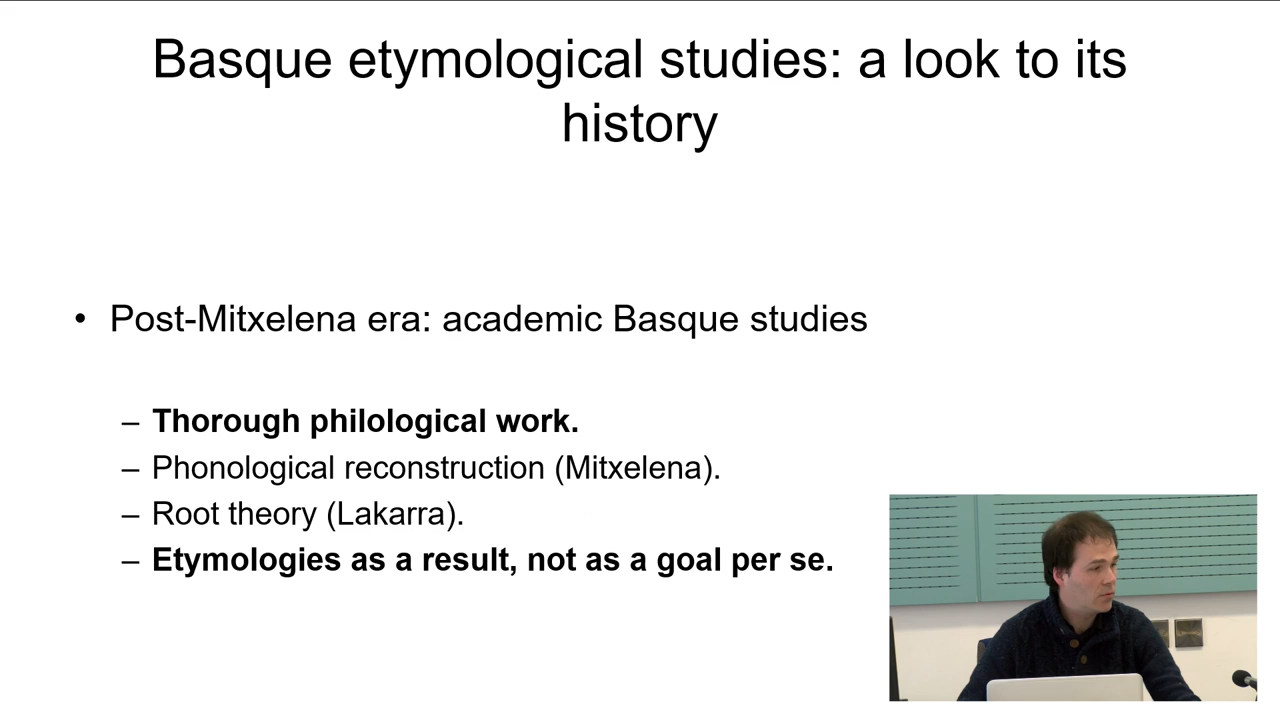 Basque etymological studies: a look to its
history
• Post-Mitxelena era: academic Basque studies
– Thorough philological work.
– Phonological reconstruction (Mitxelena).
– Root theory (Lakarra).
– Etymologies as a result, not as a goal per se.